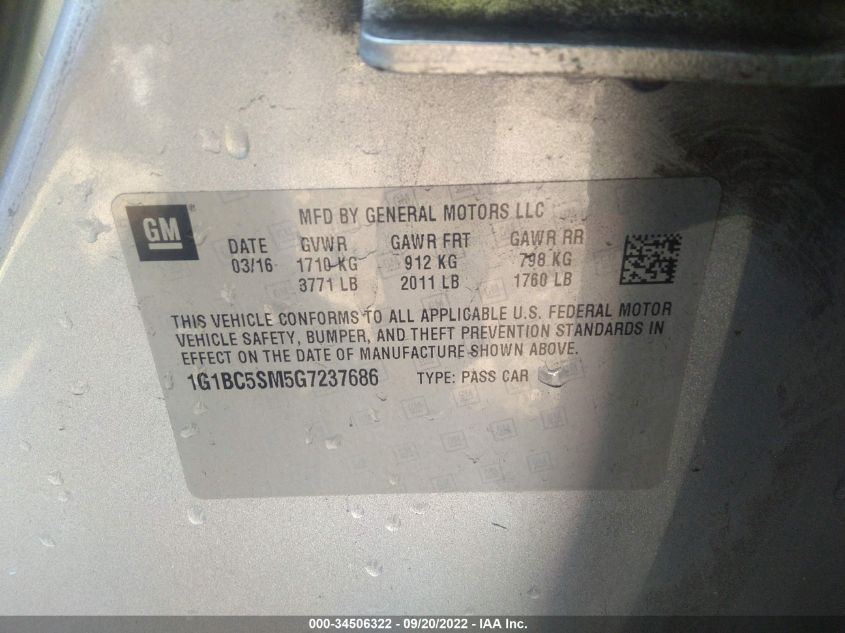 GM
MFD BY GENERAL MOTORS LLC
DATE GVWR GAWR FRT GAWR RR
03/16 1710 KG 912 KG 798 KG
3771 LB 2011 LB 1760 LB
THIS VEHICLE CONFORMS TO ALL APPLICABLE U.S. FEDERAL MOTOR
VEHICLE SAFETY, BUMPER, AND THEFT PREVENTION STANDARDS IN
EFFECT ON THE DATE OF MANUFACTURE SHOWN ABOVE.
1G1BC5SM5G7237686 TYPE: PASS CAR
000-34506322 - 09/20/2022 - IAA Inc.